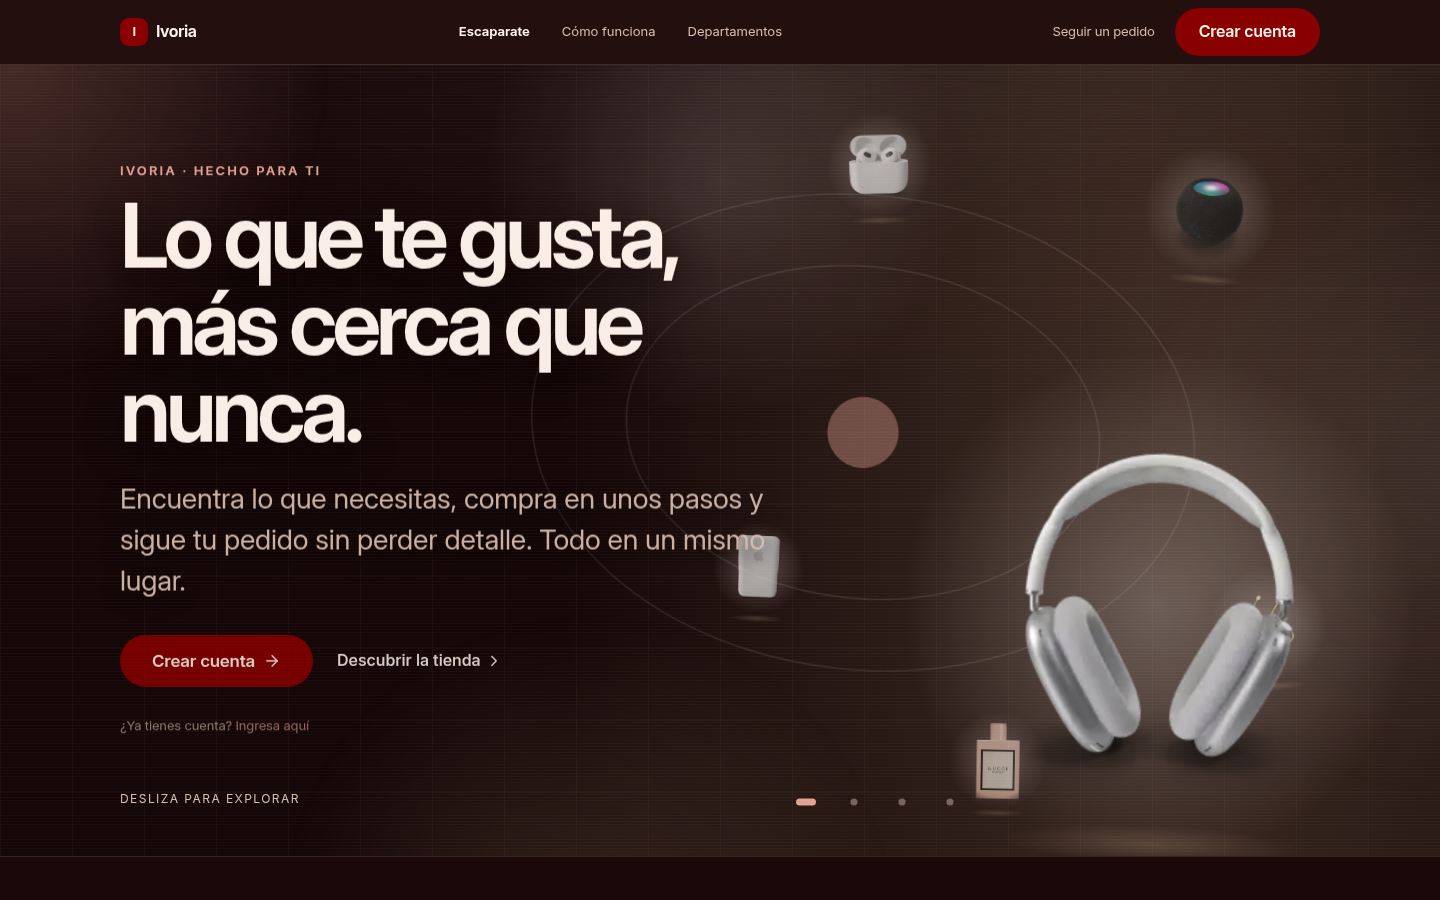 I
Ivoria
Escaparate
Cómo funciona
Departamentos
Seguir un pedido
Crear cuenta
IVORIA · HECHO PARA TI
Lo que te gusta,
más cerca que
nunca.
Encuentra lo que necesitas, compra en unos pasos y
sigue tu pedido sin perder detalle. Todo en un mismo
lugar.
Crear cuenta
Descubrir la tienda
¿Ya tienes cuenta? Ingresa aquí
GUCCI
DESLIZA PARA EXPLORAR